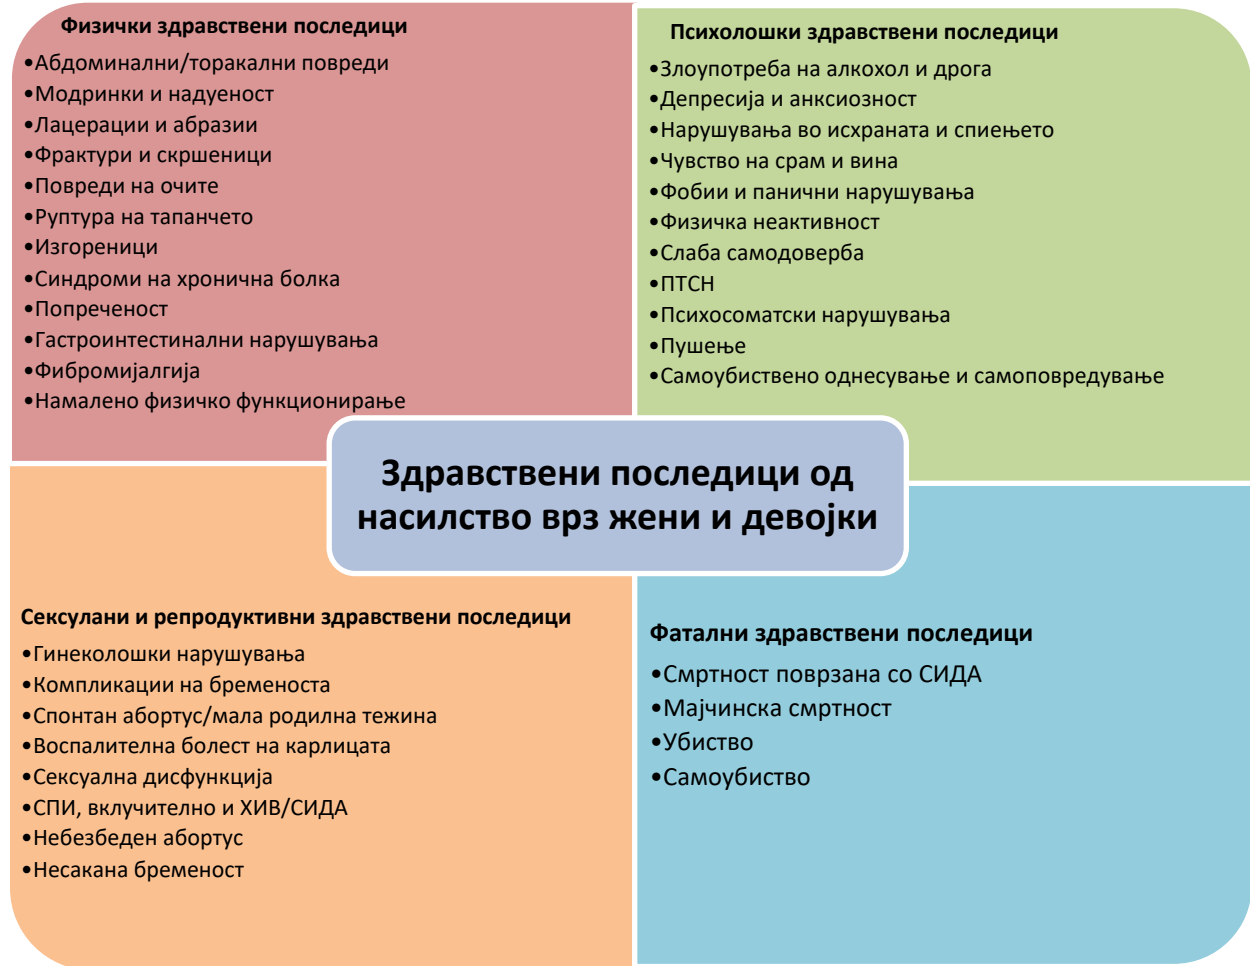 Физички здравствени последици
•Абдоминални/торакални повреди
•Модринки и надуеност
•Лацерации и абразии
•Фрактури и скршеници
•Повреди на очите
•Руптура на тапанчето
•Изгореници
•Синдроми на хронична болка
•Попреченост
•Гастроинтестинални нарушувања
•Фибромијалгија
•Намалено физичко функционирање
Психолошки здравствени последици
•Злоупотреба на алкохол и дрога
•Депресија и анксиозност
•Нарушувања во исхраната и спиењето
•Чувство на срам и вина
•Фобии и панични нарушувања
•Физичка неактивност
•Слаба самодоверба
•ПТСН
•Психосоматски нарушувања
•Пушење
•Самоубиствено однесување и самоповредување
Здравствени последици од
насилство врз жени и девојки
Сексулани и репродуктивни здравствени последици
•Гинеколошки нарушувања
•Компликации на бременоста
•Спонтан абортус/мала родилна тежина
•Воспалителна болест на карлицата
•Сексуална дисфункција
•СПИ, вклучително и ХИВ/СИДА
•Небезбеден абортус
•Несакана бременост
Фатални здравствени последици
•Смртност поврзана со СИДА
•Мајчинска смртност
•Убиство
•Самоубиство